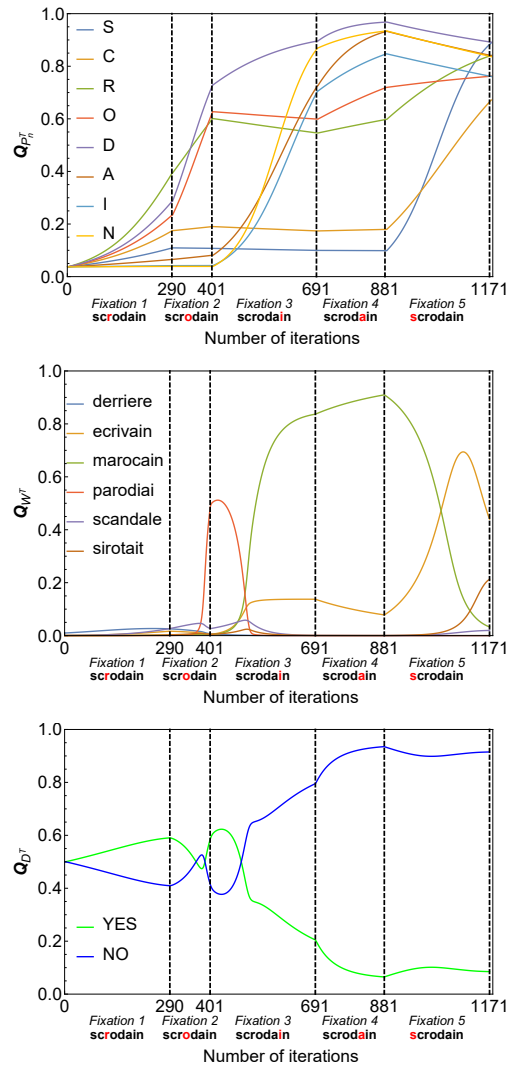 1.0
0.8
0.6
0.4
0.2
0.0
Q_{P_n^T}
S
C
R
O
D
A
I
N
0 290 401 691 881 1171
Fixation 1 Fixation 2 Fixation 3 Fixation 4 Fixation 5
scrodain scrodain scrodain scrodain scrodain
Number of iterations
1.0
0.8
0.6
0.4
0.2
0.0
Q_{W^T}
derriere
ecrivain
marocain
parodiai
scandale
sirotait
0 290 401 691 881 1171
Fixation 1 Fixation 2 Fixation 3 Fixation 4 Fixation 5
scrodain scrodain scrodain scrodain scrodain
Number of iterations
1.0
0.8
0.6
0.4
0.2
0.0
Q_{D^T}
YES
NO
0 290 401 691 881 1171
Fixation 1 Fixation 2 Fixation 3 Fixation 4 Fixation 5
scrodain scrodain scrodain scrodain scrodain
Number of iterations